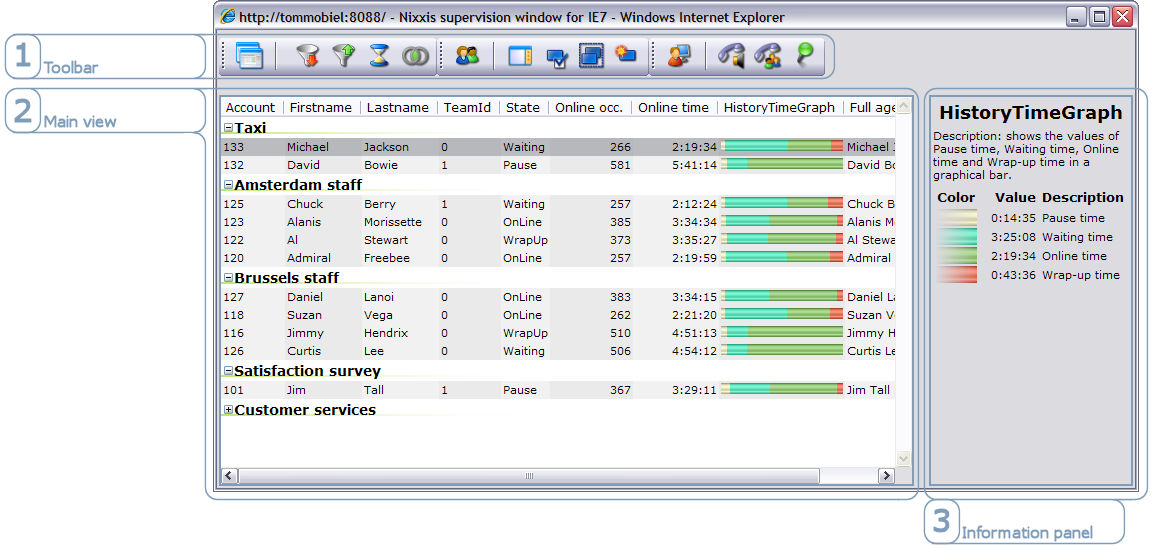 http://tommobiel:8088/ - Nixxis supervision window for IE7 - Windows Internet Explorer
1 Toolbar
2 Main view
Account Firstname Lastname TeamId State Online occ. Online time HistoryTimeGraph Full age
Taxi
133 Michael Jackson 0 Waiting 266 2:19:34 Michael
132 David Bowie 1 Pause 581 5:41:14 David Bo
Amsterdam staff
125 Chuck Berry 1 Waiting 257 2:12:24 Chuck B
123 Alanis Morissette 0 OnLine 385 3:34:34 Alanis M
122 Al Stewart 0 WrapUp 373 3:35:27 Al Stewa
120 Admiral Freebee 0 OnLine 257 2:19:59 Admiral
Brussels staff
127 Daniel Lanoi 0 OnLine 383 3:34:15 Daniel La
118 Suzan Vega 0 OnLine 262 2:21:20 Suzan Ve
116 Jimmy Hendrix 0 WrapUp 510 4:51:13 Jimmy H
126 Curtis Lee 0 Waiting 506 4:54:12 Curtis Le
Satisfaction survey
101 Jim Tall 1 Pause 367 3:29:11 Jim Tall
Customer services
HistoryTimeGraph
Description: shows the values of
Pause time, Waiting time, Online
time and Wrap-up time in a
graphical bar.
Color Value Description
0:14:35 Pause time
3:25:08 Waiting time
2:19:34 Online time
0:43:36 Wrap-up time
3 Information panel